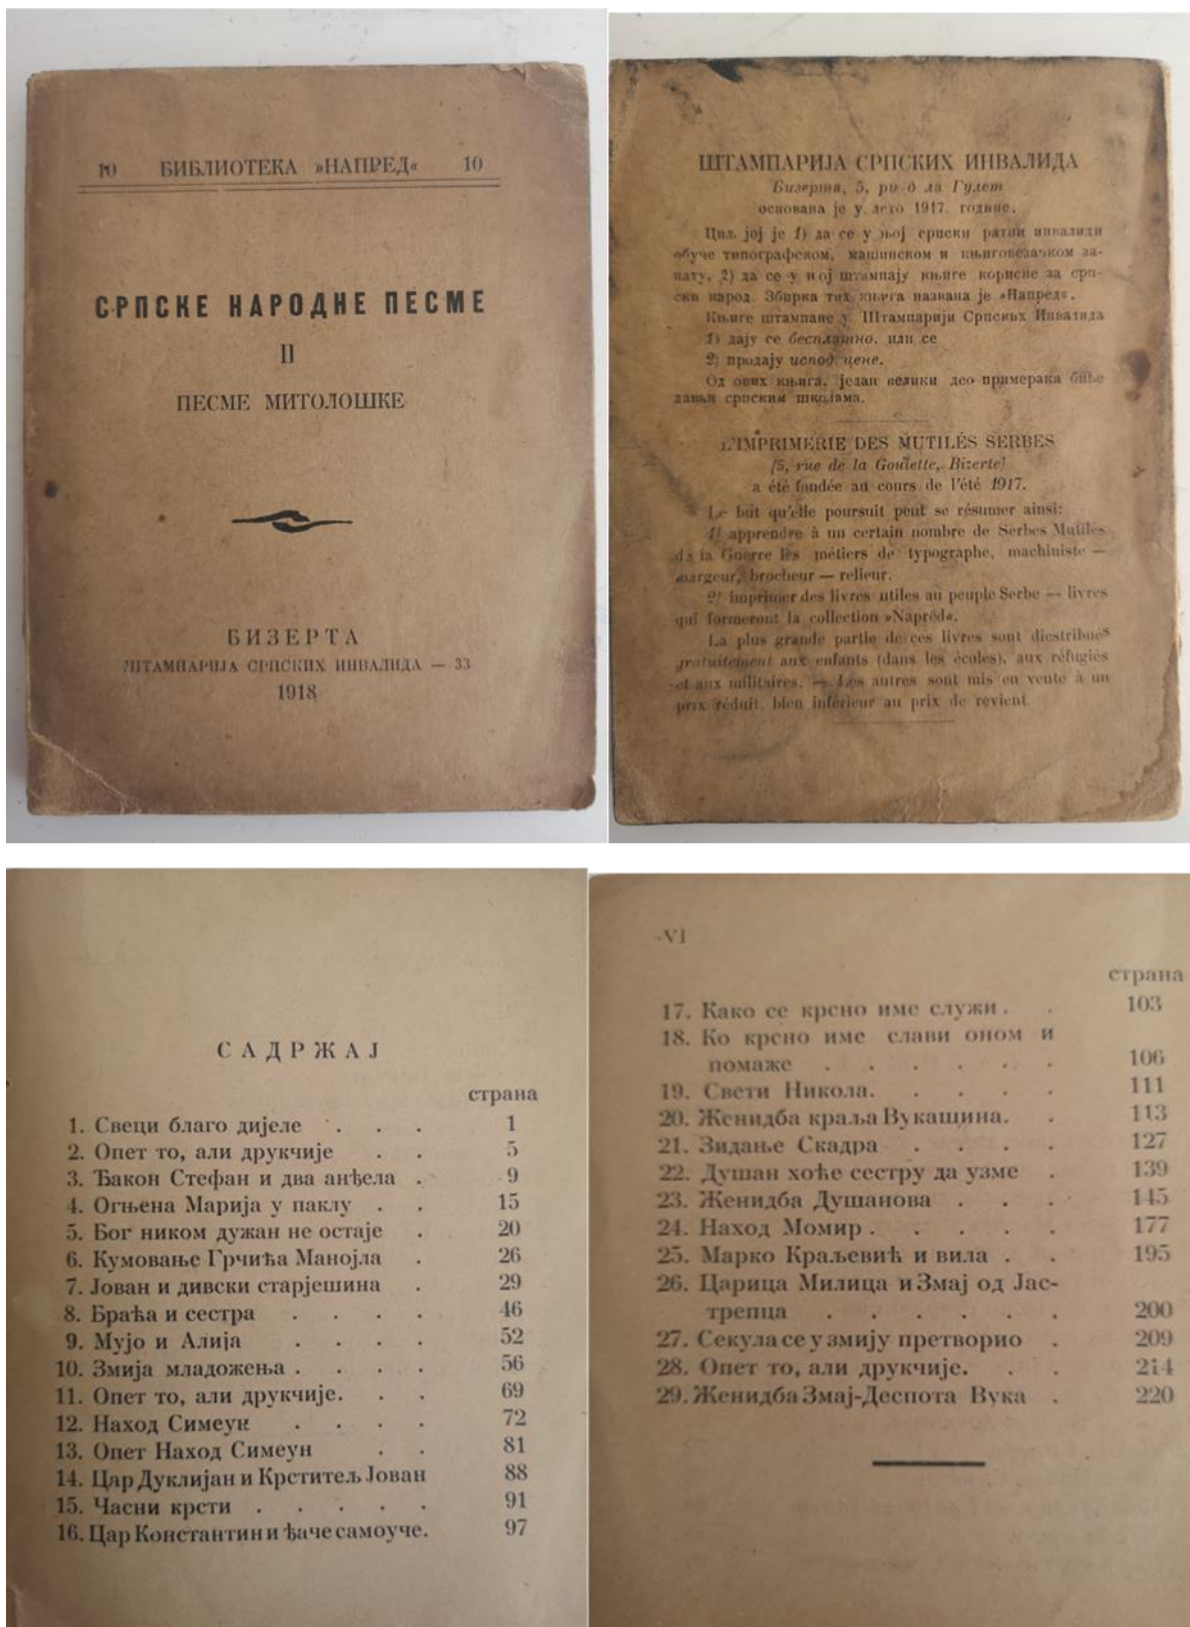 10 БИБЛИОТЕКА »НАПРЕД« 10
СРПСКЕ НАРОДНЕ ПЕСМЕ
II
ПЕСМЕ МИТОЛОШКЕ
БИЗЕРТА
ШТАМПАРИЈА СРПСКИХ ИНВАЛИДА — 33
1918
ШТАМПАРИЈА СРПСКИХ ИНВАЛИДА
Бизерта, 5, ри д ла Гулет
основана је у лето 1917. године.
Циљ јој је 1) да се у њој српски ратни инвалиди
обуче типографском, машинском и књиговезачком за-
нату, 2) да се у њој штампају књиге корисне за срп-
ски народ. Збирка тих књига названа је »Напред«.
Књиге штампане у Штампарији Српских Инвалида
1) дају се бесплатно, или се
2) продају испод цене.
Од ових књига, један велики део примерака биће
даван српским школама.
L'IMPRIMERIE DES MUTILÉS SERBES
(5, rue de la Goulette, Bizerte)
a été fondée au cours de l'été 1917.
Le but qu'elle poursuit peut se résumer ainsi:
1) apprendre à un certain nombre de Serbes Mutilés
de la Guerre les métiers de typographe, machiniste —
margeur, brocheur — relieur.
2) imprimer des livres utiles au peuple Serbe — livres
qui formeront la collection »Napred«.
La plus grande partie de ces livres sont diestribués
gratuitement aux enfants (dans les écoles), aux réfugiés
et aux militaires. — Les autres sont mis en vente à un
prix réduit, bien inférieur au prix de revient.
САДРЖАЈ
страна
1. Свеци благо дијеле . . . 1
2. Опет то, али друкчије . . 5
3. Ђакон Стефан и два анђела . 9
4. Огњена Марија у паклу . . 15
5. Бог ником дужан не остаје . 20
6. Кумовање Грчића Манојла . 26
7. Јован и дивски старјешина . 29
8. Браћа и сестра . . . . 46
9. Мујо и Алија . . . . 52
10. Змија младожења . . . . 56
11. Опет то, али друкчије. . . 69
12. Наход Симеун . . . . 72
13. Опет Наход Симеун . . 81
14. Цар Дуклијан и Крститељ Јован 88
15. Часни крсти . . . . . 91
16. Цар Константин и ђаче самоуче. 97
VI
страна
17. Како се крсно име служи . . 103
18. Ко крсно име слави оном и
помаже . . . . . 106
19. Свети Никола. . . . . 111
20. Женидба краља Вукашина. . 113
21. Зидање Скадра . . . . 127
22. Душан хоће сестру да узме . 139
23. Женидба Душанова . . . 145
24. Наход Момир . . . . . 177
25. Марко Краљевић и вила . . 195
26. Царица Милица и Змај од Јас-
трепца . . . . . 200
27. Секула се у змију претворио . 209
28. Опет то, али друкчије. . . 214
29. Женидба Змај-Деспота Вука . 220